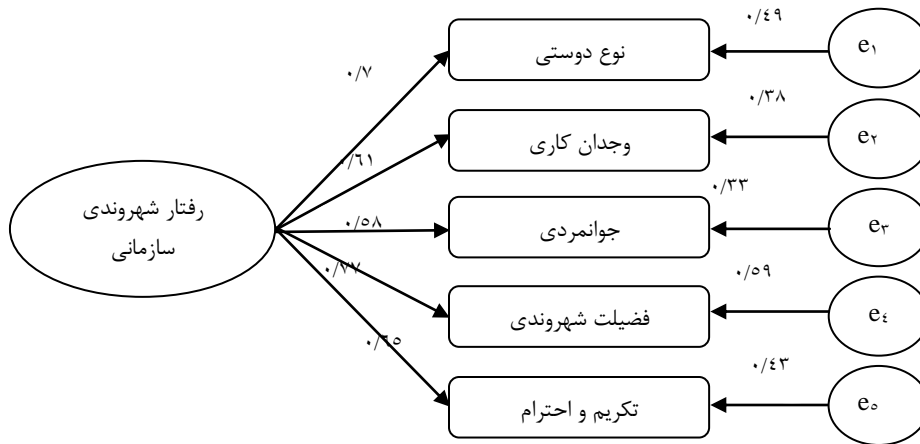 ۰/۴۹
e۱
نوع دوستی
۰/۷
۰/۳۸
e۲
وجدان کاری
۰/۶۱
۰/۳۳
e۳
جوانمردی
۰/۵۸
رفتار شهروندی
سازمانی
۰/۵۹
e۴
فضیلت شهروندی
۰/۷۷
۰/۴۳
e۵
تکریم و احترام
۰/۶۵